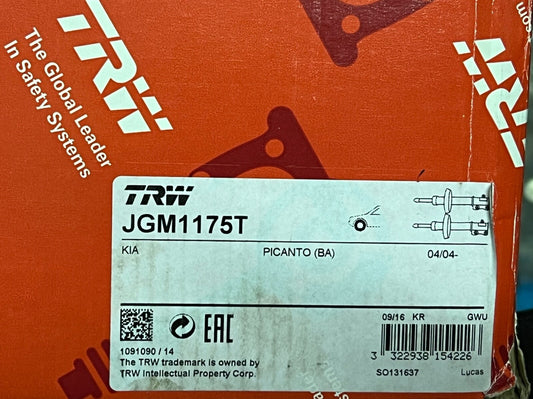 TRW
The Global Leader
In Safety Systems
TRW
TRW
JGM1175T
KIA PICANTO (BA) 04/04-
09/16 KR GWU
EAC
1091090 / 14
The TRW trademark is owned by
TRW Intellectual Property Corp.
3 322938 154226
SO131637 Lucas